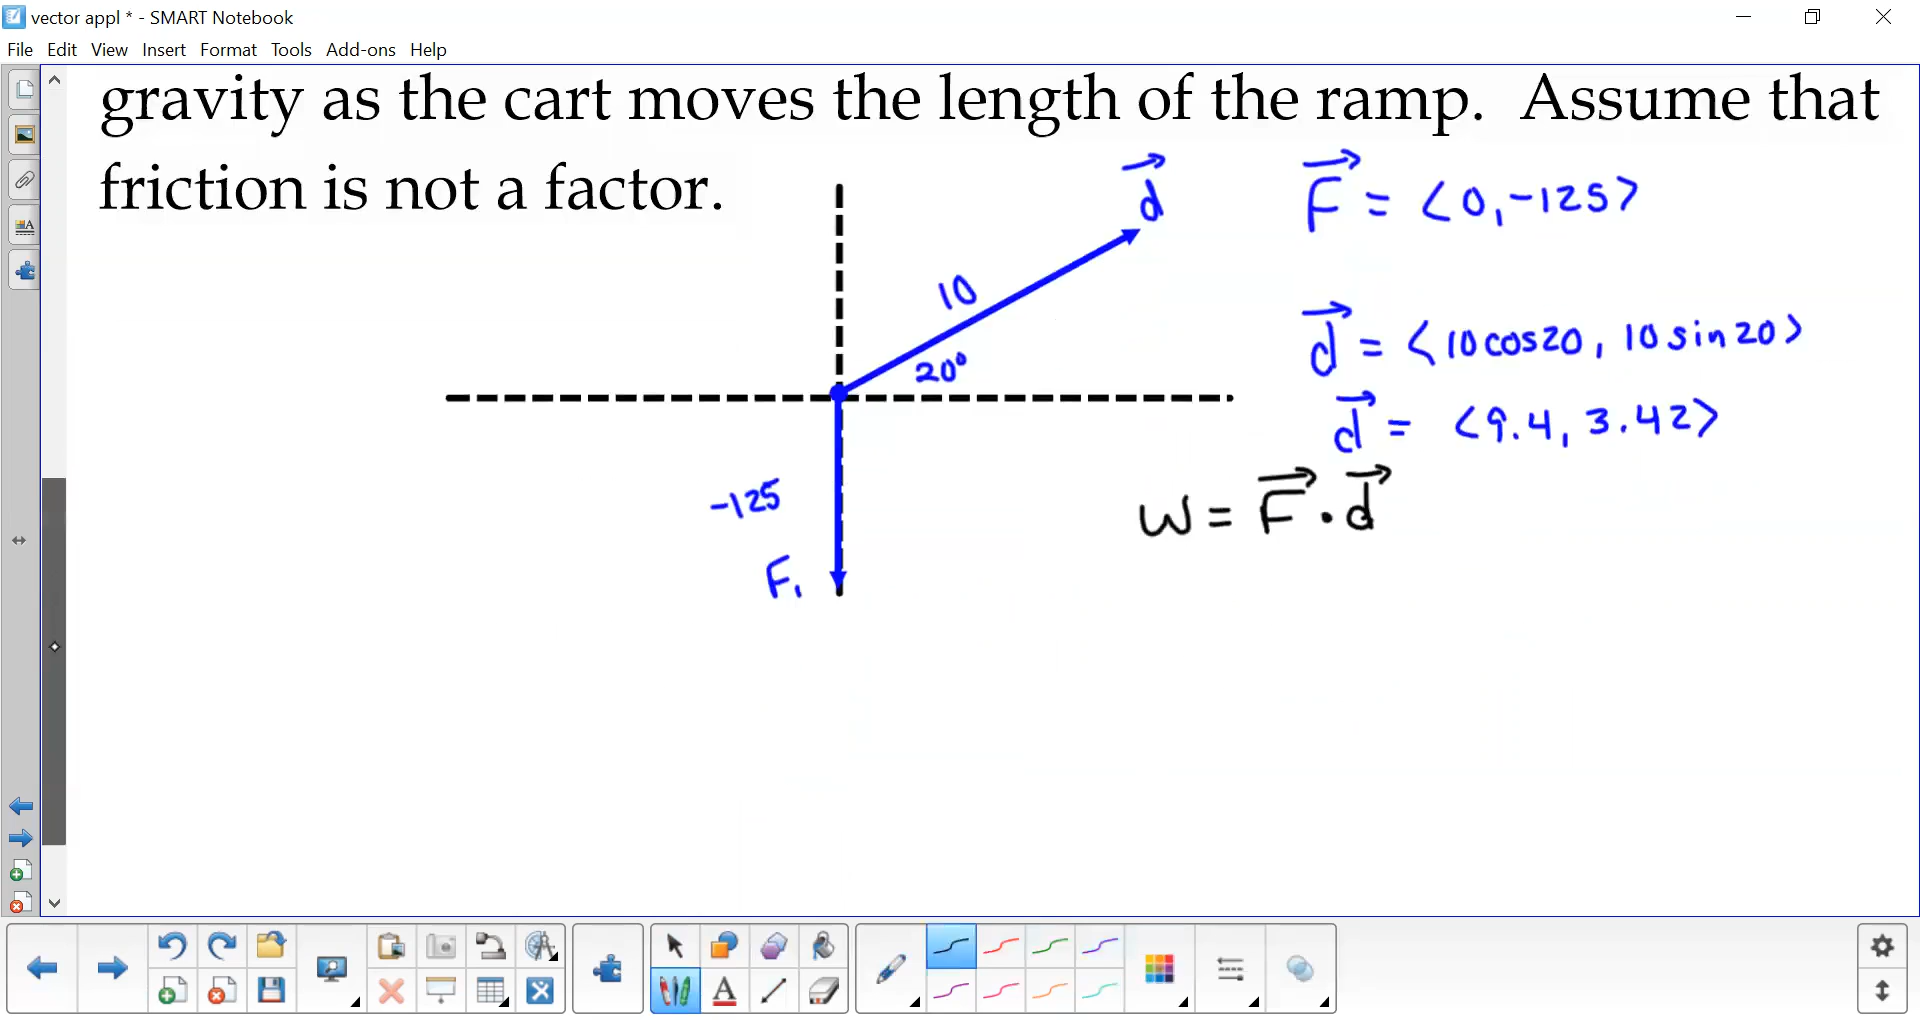 vector appl * - SMART Notebook
File Edit View Insert Format Tools Add-ons Help
gravity as the cart moves the length of the ramp. Assume that
friction is not a factor.
d
F = <0, -125>
10
20°
d = <10cos20, 10sin20>
d = <9.4, 3.42>
-125
W = F • d
F₁
A